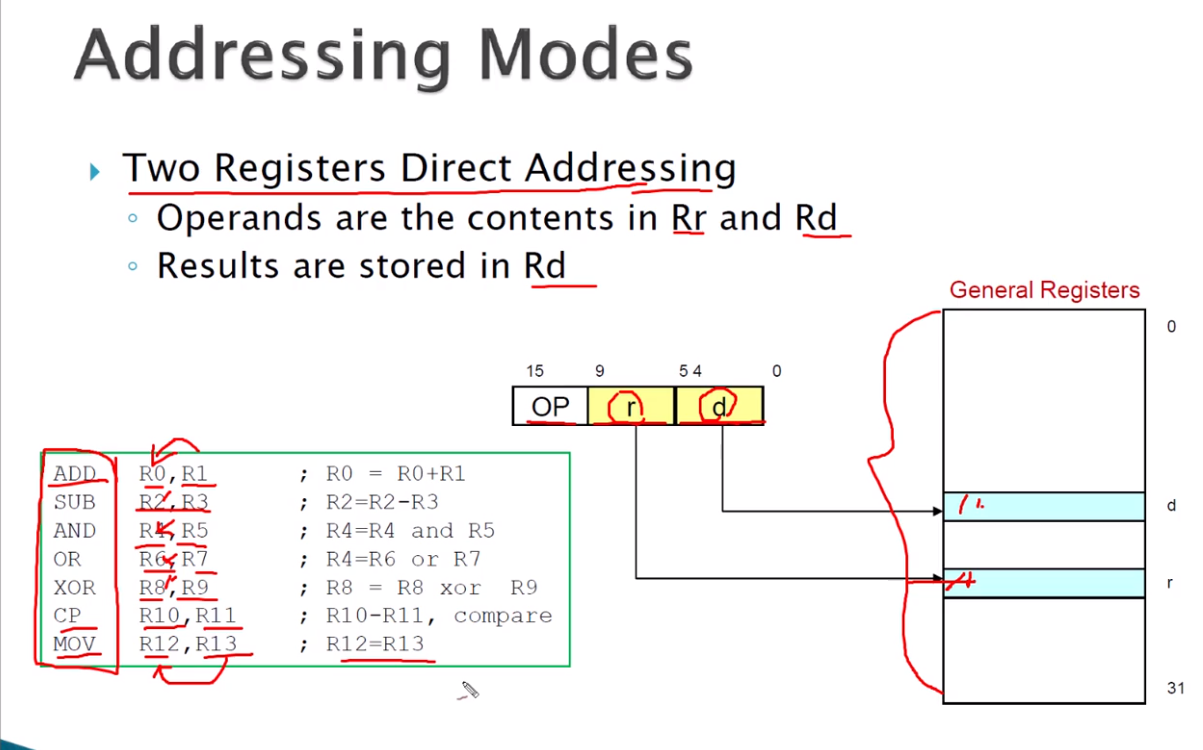 Addressing Modes
Two Registers Direct Addressing
Operands are the contents in Rr and Rd
Results are stored in Rd
General Registers
0
15 9 5 4 0
OP r d
ADD R0,R1 ; R0 = R0+R1
SUB R2,R3 ; R2=R2-R3
AND R4,R5 ; R4=R4 and R5
OR R6,R7 ; R4=R6 or R7
XOR R8,R9 ; R8 = R8 xor R9
CP R10,R11 ; R10-R11, compare
MOV R12,R13 ; R12=R13
d
r
31